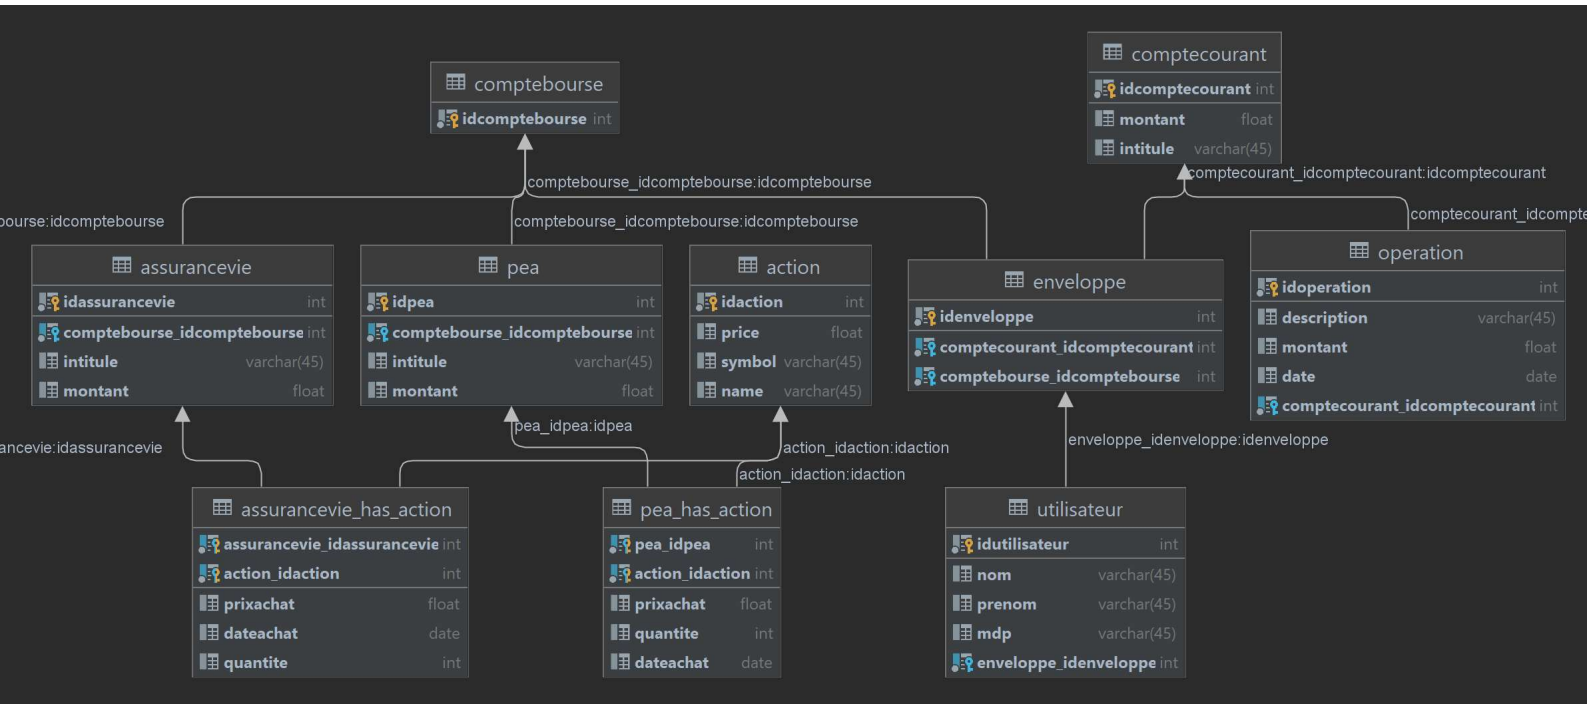 comptebourse
idcomptebourse int
comptecourant
idcomptecourant int
montant float
intitule varchar(45)
comptebourse_idcomptebourse:idcomptebourse
comptecourant_idcomptecourant:idcomptecourant
bourse:idcomptebourse
comptebourse_idcomptebourse:idcomptebourse
comptecourant_idcompte
assurancevie
idassurancevie int
comptebourse_idcomptebourse int
intitule varchar(45)
montant float
pea
idpea int
comptebourse_idcomptebourse int
intitule varchar(45)
montant float
action
idaction int
price float
symbol varchar(45)
name varchar(45)
enveloppe
idenveloppe int
comptecourant_idcomptecourant int
comptebourse_idcomptebourse int
operation
idoperation int
description varchar(45)
montant float
date date
comptecourant_idcomptecourant int
ancevie:idassurancevie
pea_idpea:idpea
action_idaction:idaction
action_idaction:idaction
enveloppe_idenveloppe:idenveloppe
assurancevie_has_action
assurancevie_idassurancevie int
action_idaction int
prixachat float
dateachat date
quantite int
pea_has_action
pea_idpea int
action_idaction int
prixachat float
quantite int
dateachat date
utilisateur
idutilisateur int
nom varchar(45)
prenom varchar(45)
mdp varchar(45)
enveloppe_idenveloppe int